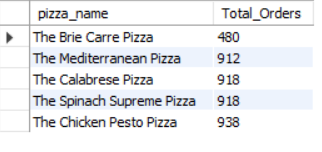 pizza_name Total_Orders
The Brie Carre Pizza 480
The Mediterranean Pizza 912
The Calabrese Pizza 918
The Spinach Supreme Pizza 918
The Chicken Pesto Pizza 938